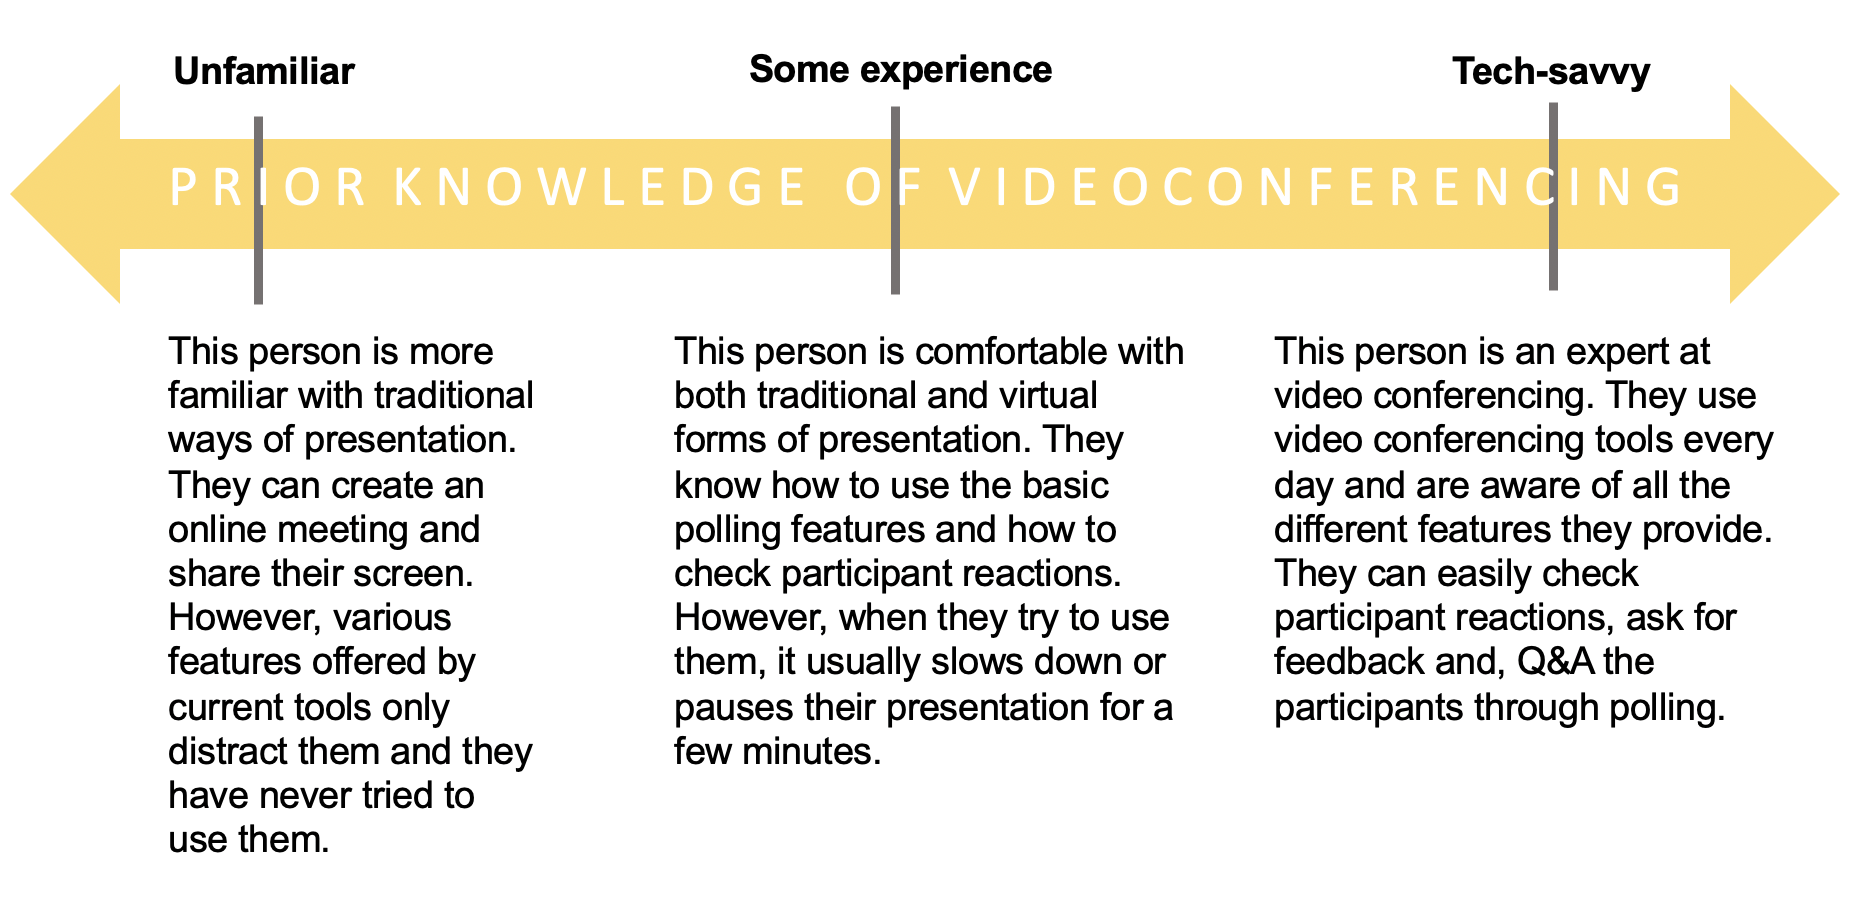 Unfamiliar
Some experience
Tech-savvy
PRIOR KNOWLEDGE OF VIDEOCONFERENCING
This person is more
familiar with traditional
ways of presentation.
They can create an
online meeting and
share their screen.
However, various
features offered by
current tools only
distract them and they
have never tried to
use them.
This person is comfortable with
both traditional and virtual
forms of presentation. They
know how to use the basic
polling features and how to
check participant reactions.
However, when they try to use
them, it usually slows down or
pauses their presentation for a
few minutes.
This person is an expert at
video conferencing. They use
video conferencing tools every
day and are aware of all the
different features they provide.
They can easily check
participant reactions, ask for
feedback and, Q&A the
participants through polling.